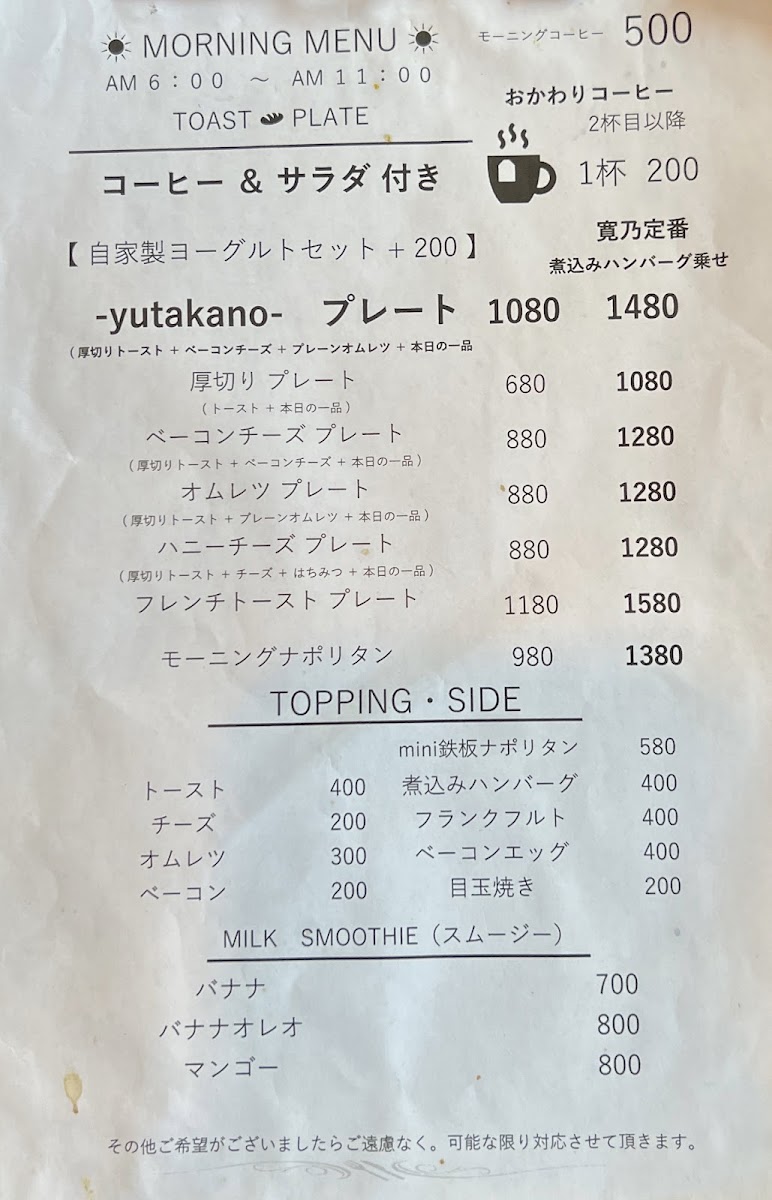 MORNING MENU
モーニングコーヒー 500
AM 6:00 ~ AM 11:00
おかわりコーヒー
TOAST PLATE
2杯目以降
コーヒー & サラダ 付き
1杯 200
【 自家製ヨーグルトセット + 200 】
寛乃定番
煮込みハンバーグ乗せ
-yutakano- プレート 1080 1480
(厚切りトースト + ベーコンチーズ + プレーンオムレツ + 本日の一品
厚切り プレート 680 1080
(トースト + 本日の一品)
ベーコンチーズ プレート 880 1280
(厚切りトースト + ベーコンチーズ + 本日の一品)
オムレツ プレート 880 1280
(厚切りトースト + プレーンオムレツ + 本日の一品)
ハニーチーズ プレート 880 1280
(厚切りトースト + チーズ + はちみつ + 本日の一品)
フレンチトースト プレート 1180 1580
モーニングナポリタン 980 1380
TOPPING・SIDE
mini鉄板ナポリタン 580
トースト 400 煮込みハンバーグ 400
チーズ 200 フランクフルト 400
オムレツ 300 ベーコンエッグ 400
ベーコン 200 目玉焼き 200
MILK SMOOTHIE(スムージー)
バナナ 700
バナナオレオ 800
マンゴー 800
その他ご希望がございましたらご遠慮なく。可能な限り対応させて頂きます。